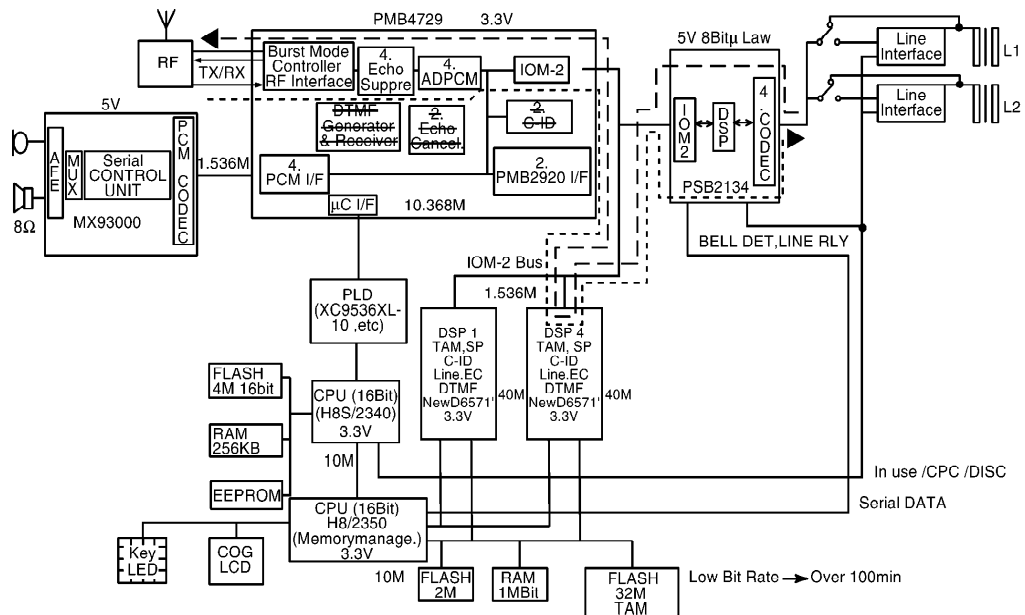 PMB4729 3.3V
RF
TX/RX
Burst Mode
Controller
RF Interface
4.
Echo
Suppre
4.
ADPCM
IOM-2
DTMF
Generator
& Receiver
2.
Echo
Cancel.
2.
C-ID
4.
PCM I/F
2.
PMB2920 I/F
µC I/F
10.368M
5V
AFE
MUX
Serial
CONTROL
UNIT
PCM CODEC
MX93000
8Ω
1.536M
5V 8Bitµ Law
IOM2
DSP
4. CODEC
PSB2134
Line
Interface
L1
Line
Interface
L2
BELL DET,LINE RLY
IOM-2 Bus
1.536M
PLD
(XC9536XL-
10 ,etc)
DSP 1
TAM,SP
C-ID
Line.EC
DTMF
NewD6571'
3.3V
40M
DSP 4
TAM, SP
C-ID
Line.EC
DTMF
NewD6571'
3.3V
40M
FLASH
4M 16bit
RAM
256KB
EEPROM
CPU (16Bit)
(H8S/2340)
3.3V
10M
CPU (16Bit)
H8/2350
(Memorymanage.)
3.3V
In use /CPC /DISC
Serial DATA
Key
LED
COG
LCD
10M
FLASH
2M
RAM
1MBit
FLASH
32M
TAM
Low Bit Rate → Over 100min